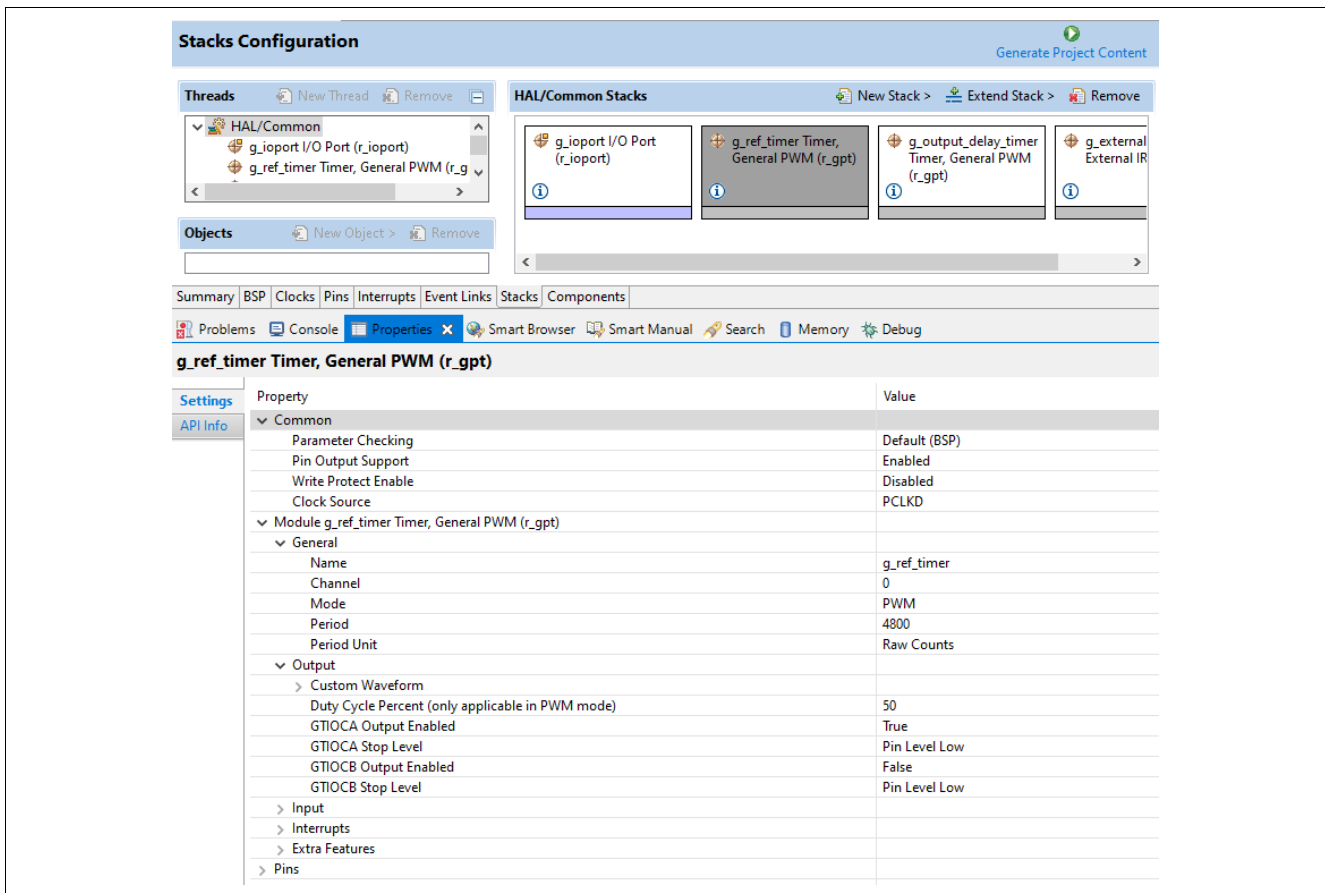 Stacks Configuration
Generate Project Content
Threads
New Thread
Remove
HAL/Common Stacks
New Stack >
Extend Stack >
Remove
HAL/Common
g_ioport I/O Port (r_ioport)
g_ref_timer Timer, General PWM (r_g
g_ioport I/O Port
(r_ioport)
g_ref_timer Timer,
General PWM (r_gpt)
g_output_delay_timer
Timer, General PWM
(r_gpt)
g_external
External IR
Objects
New Object >
Remove
Summary BSP Clocks Pins Interrupts Event Links Stacks Components
Problems Console Properties Smart Browser Smart Manual Search Memory Debug
g_ref_timer Timer, General PWM (r_gpt)
Settings
API Info
Property Value
Common
Parameter Checking Default (BSP)
Pin Output Support Enabled
Write Protect Enable Disabled
Clock Source PCLKD
Module g_ref_timer Timer, General PWM (r_gpt)
General
Name g_ref_timer
Channel 0
Mode PWM
Period 4800
Period Unit Raw Counts
Output
Custom Waveform
Duty Cycle Percent (only applicable in PWM mode) 50
GTIOCA Output Enabled True
GTIOCA Stop Level Pin Level Low
GTIOCB Output Enabled False
GTIOCB Stop Level Pin Level Low
Input
Interrupts
Extra Features
Pins